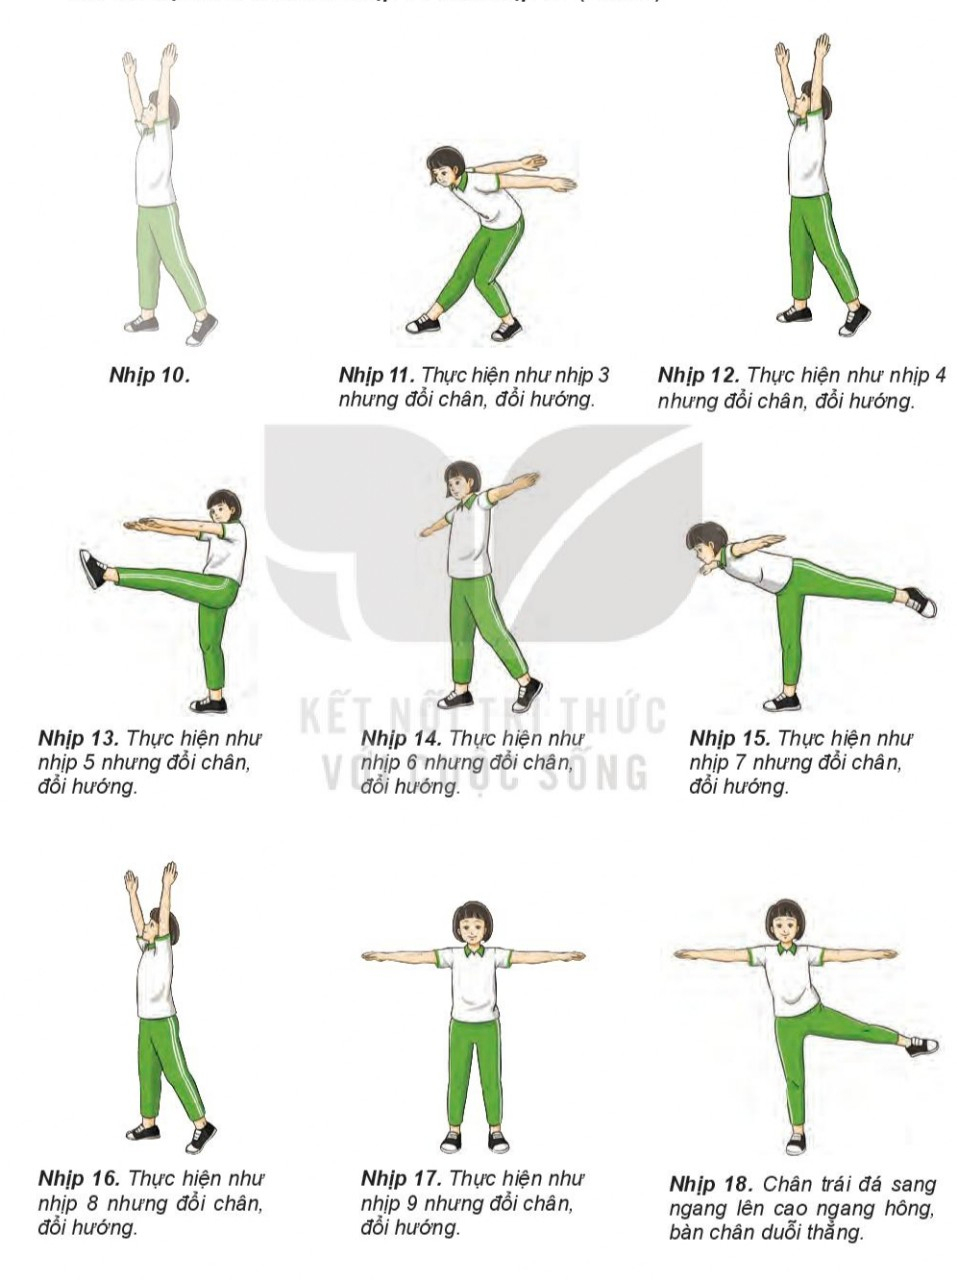 Nhịp 10.
Nhịp 11. Thực hiện như nhịp 3
nhưng đổi chân, đổi hướng.
Nhịp 12. Thực hiện như nhịp 4
nhưng đổi chân, đổi hướng.
Nhịp 13. Thực hiện như
nhịp 5 nhưng đổi chân,
đổi hướng.
Nhịp 14. Thực hiện như
nhịp 6 nhưng đổi chân,
đổi hướng.
Nhịp 15. Thực hiện như
nhịp 7 nhưng đổi chân,
đổi hướng.
KẾT NỐI TRI THỨC
VỚI CUỘC SỐNG
Nhịp 16. Thực hiện như
nhịp 8 nhưng đổi chân,
đổi hướng.
Nhịp 17. Thực hiện như
nhịp 9 nhưng đổi chân,
đổi hướng.
Nhịp 18. Chân trái đá sang
ngang lên cao ngang hông,
bàn chân duỗi thẳng.